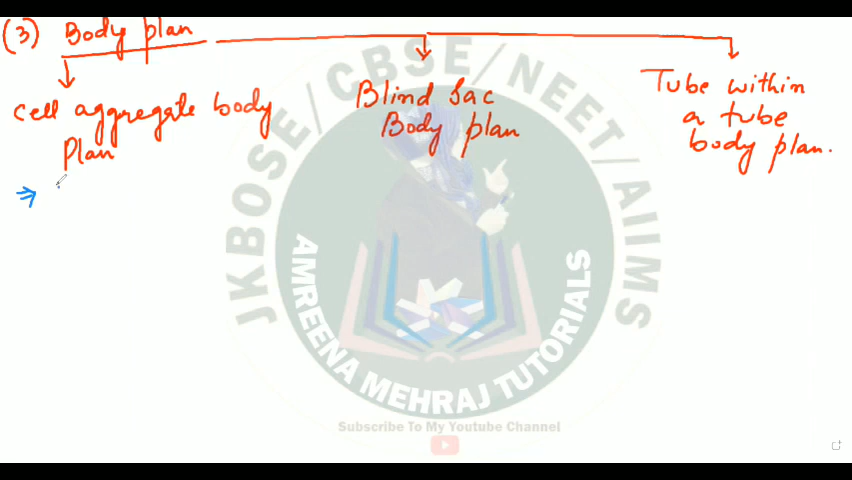 (3) Body plan
Cell aggregate body
Plan
Blind Sac
Body plan
Tube within
a tube
body plan.
JKBOSE/CBSE/NEET/AIIMS
AMREENA MEHRAJ TUTORIALS
Subscribe To My Youtube Channel